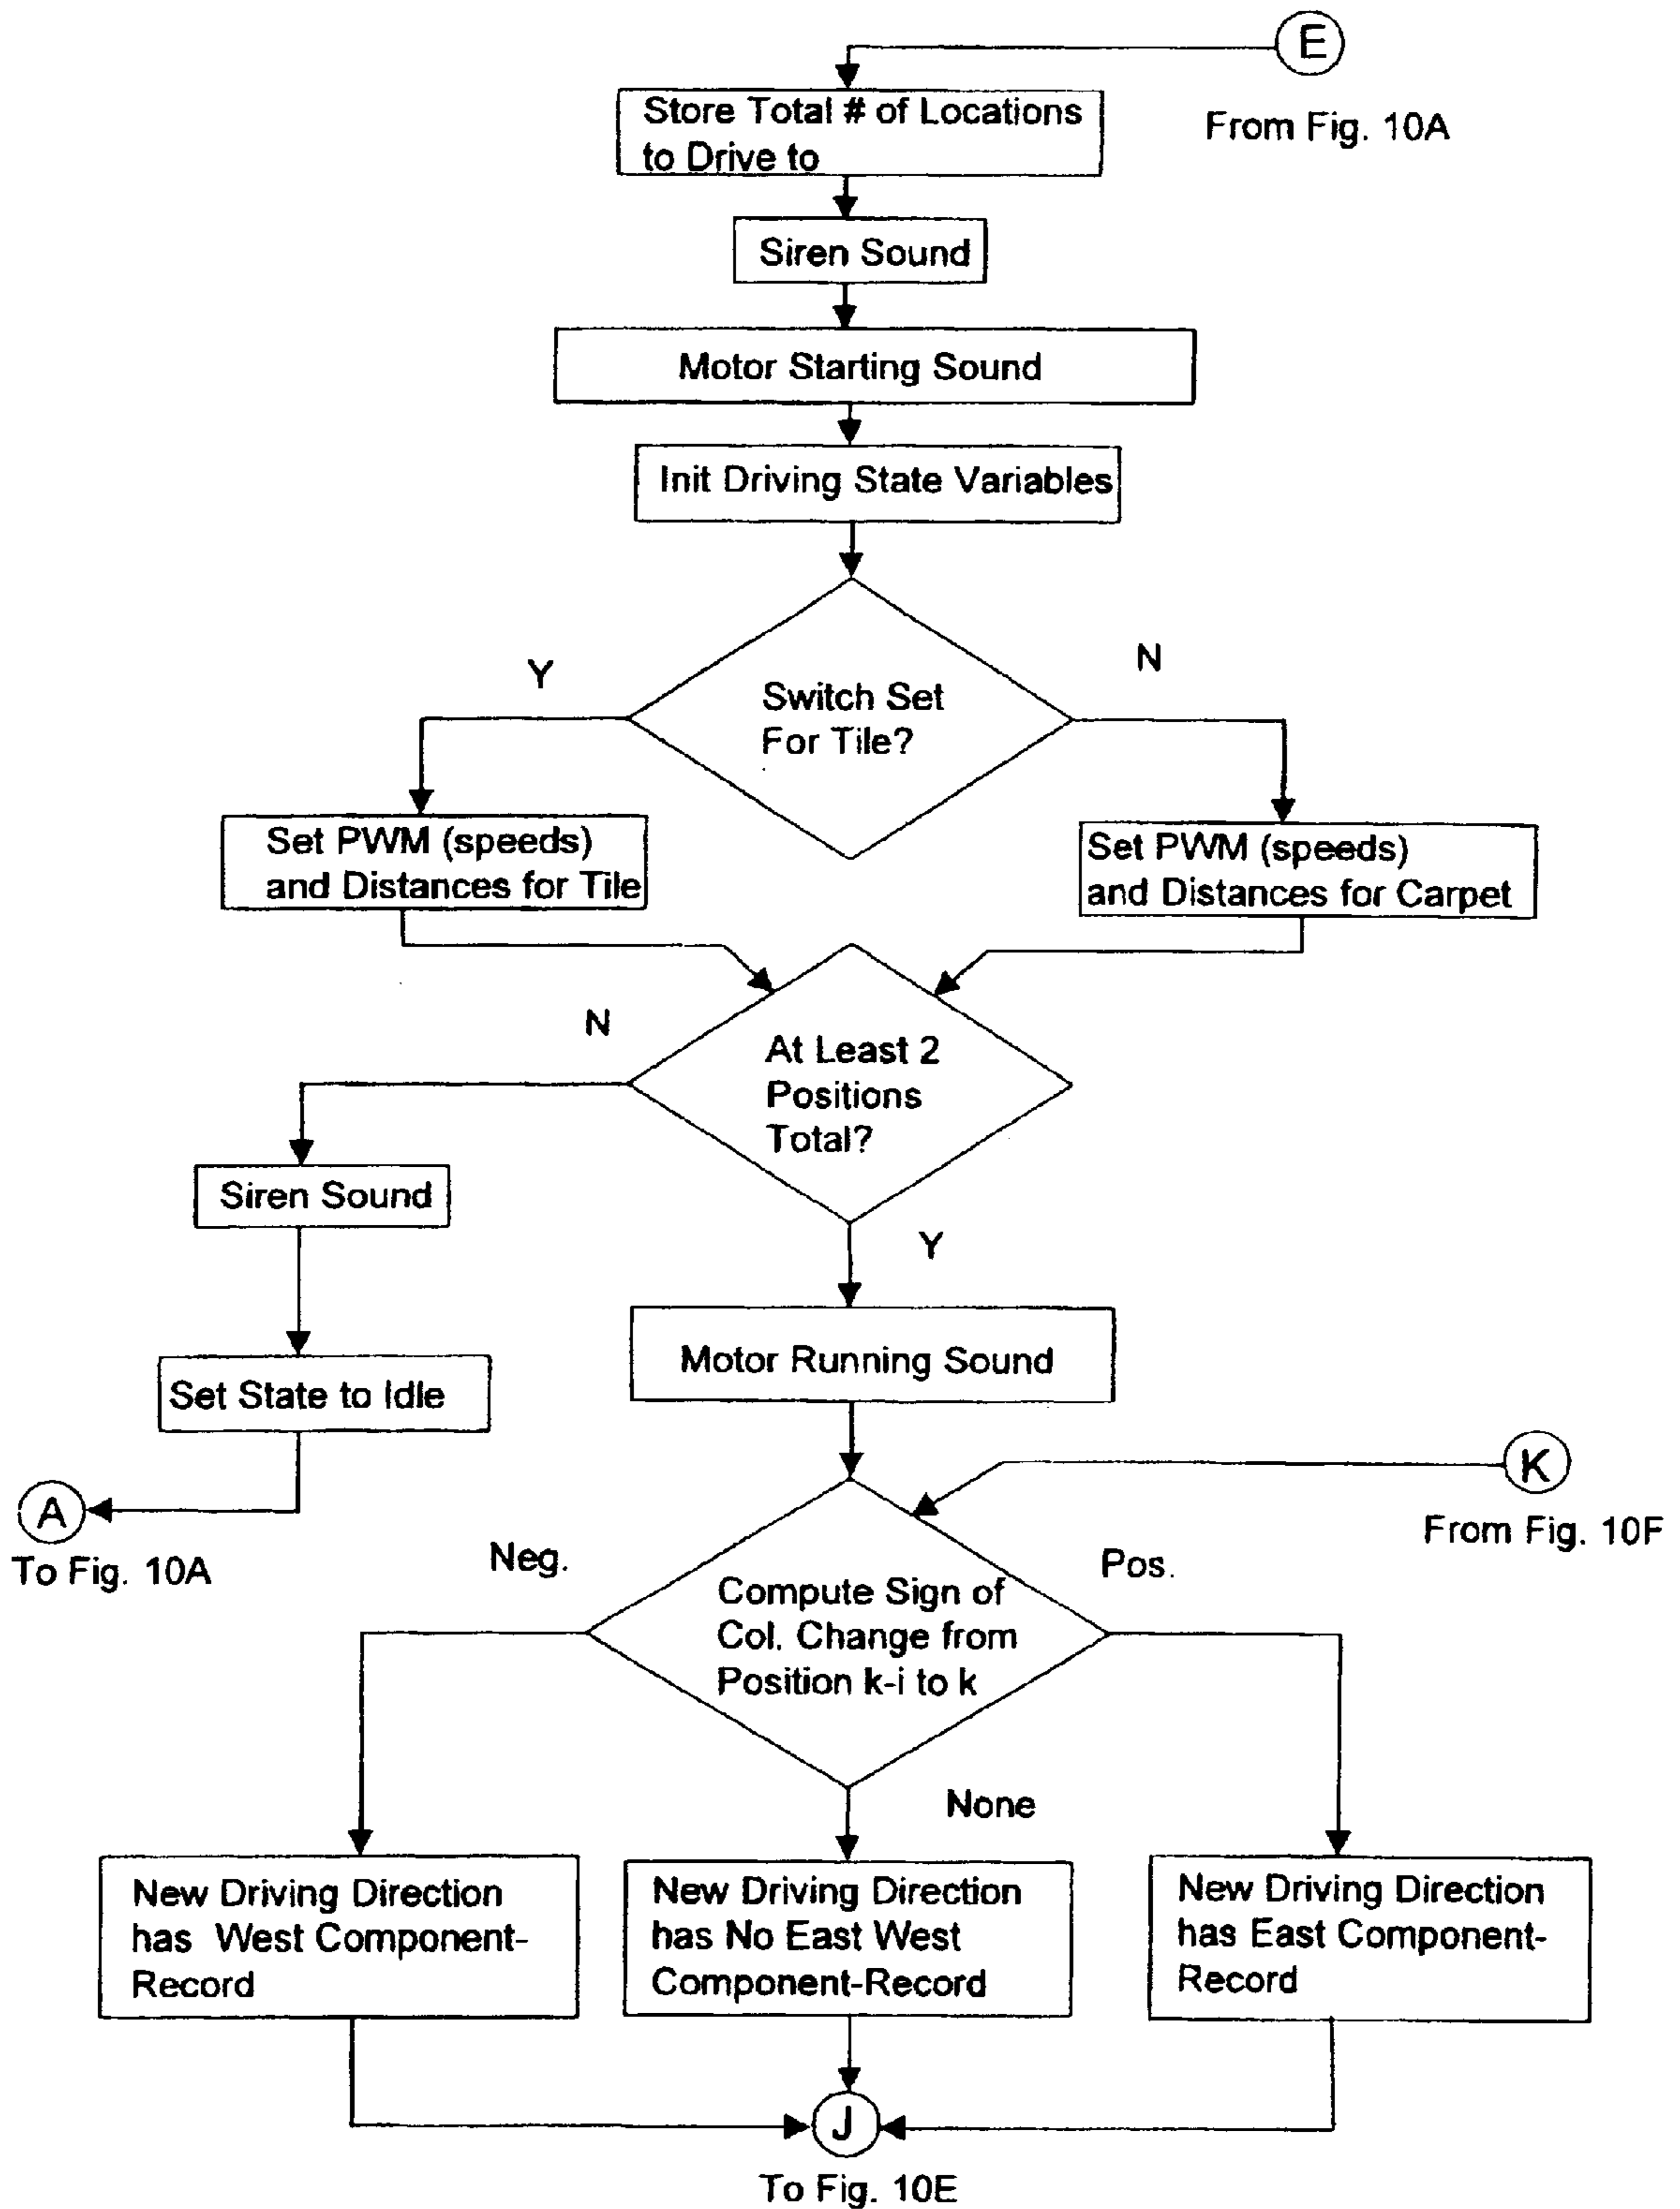 E
From Fig. 10A
Store Total # of Locations
to Drive to
Siren Sound
Motor Starting Sound
Init Driving State Variables
Y
N
Switch Set
For Tile?
Set PWM (speeds)
and Distances for Tile
Set PWM (speeds)
and Distances for Carpet
N
At Least 2
Positions
Total?
Siren Sound
Y
Motor Running Sound
Set State to Idle
K
From Fig. 10F
A
To Fig. 10A
Neg.
Pos.
Compute Sign of
Col. Change from
Position k-i to k
None
New Driving Direction
has West Component-
Record
New Driving Direction
has No East West
Component-Record
New Driving Direction
has East Component-
Record
J
To Fig. 10E